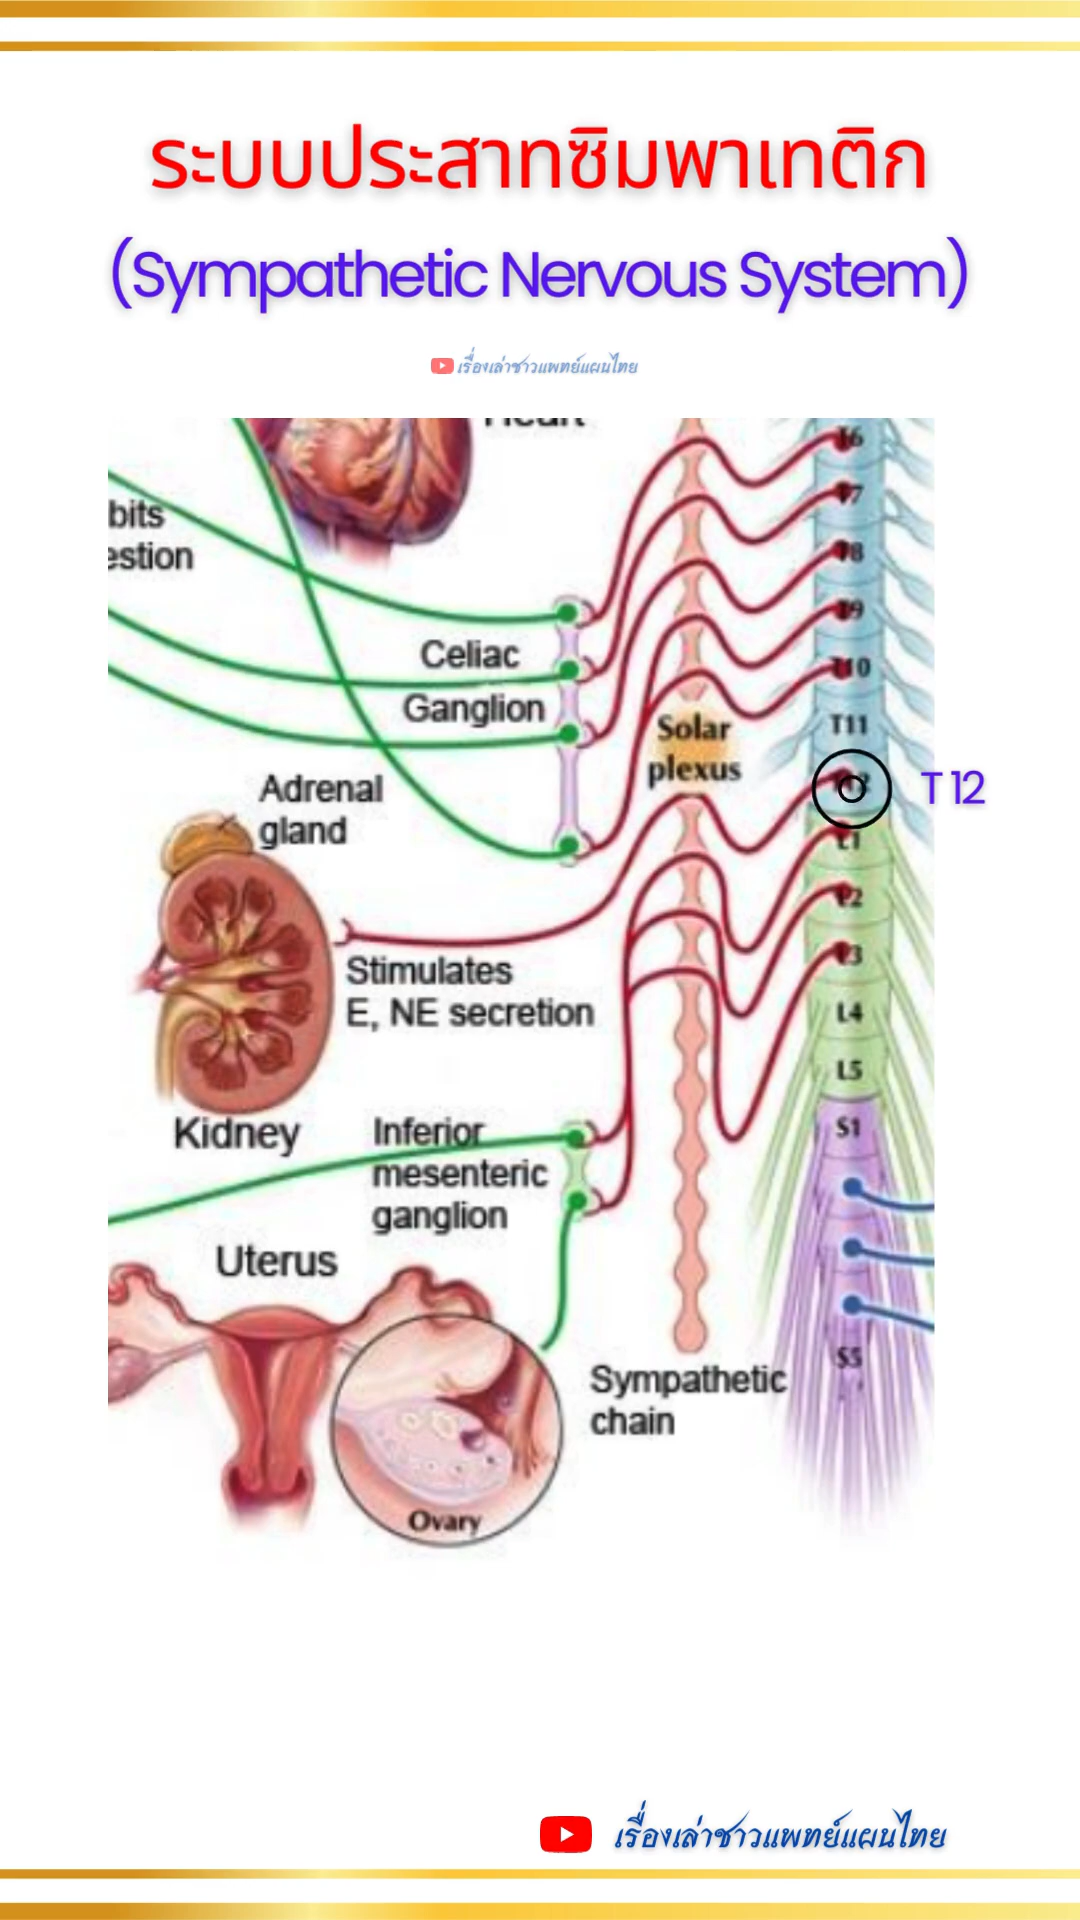 ระบบประสาทซิมพาเทติก
(Sympathetic Nervous System)
เรื่องเล่าชาวแพทย์แผนไทย
Heart
T6
bits
estion
T7
T8
T9
Celiac
Ganglion
T10
Solar
plexus
T11
T12
T12
Adrenal
gland
L1
L2
Stimulates
E, NE secretion
L3
L4
L5
Kidney
Inferior
mesenteric
ganglion
S1
Uterus
S5
Sympathetic
chain
Ovary
เรื่องเล่าชาวแพทย์แผนไทย